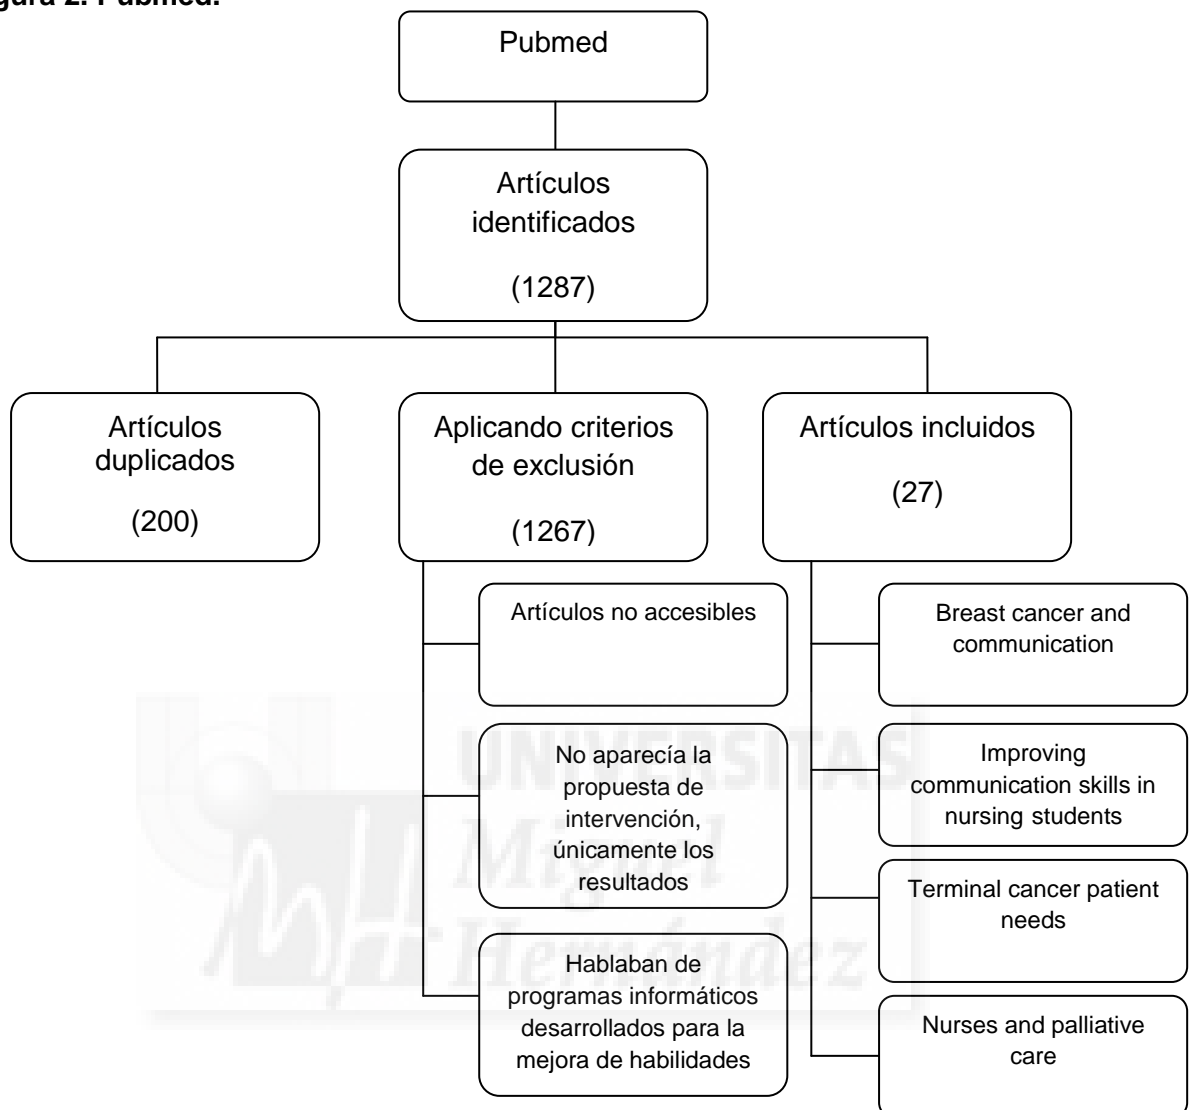 Figura 2. Pubmed.
Pubmed
Artículos
identificados
(1287)
Artículos
duplicados
(200)
Aplicando criterios
de exclusión
(1267)
Artículos incluidos
(27)
Artículos no accesibles
No aparecía la
propuesta de
intervención,
únicamente los
resultados
Hablaban de
programas informáticos
desarrollados para la
mejora de habilidades
Breast cancer and
communication
Improving
communication skills in
nursing students
Terminal cancer patient
needs
Nurses and palliative
care
UNIVERSITAS
Miguel
Hernández